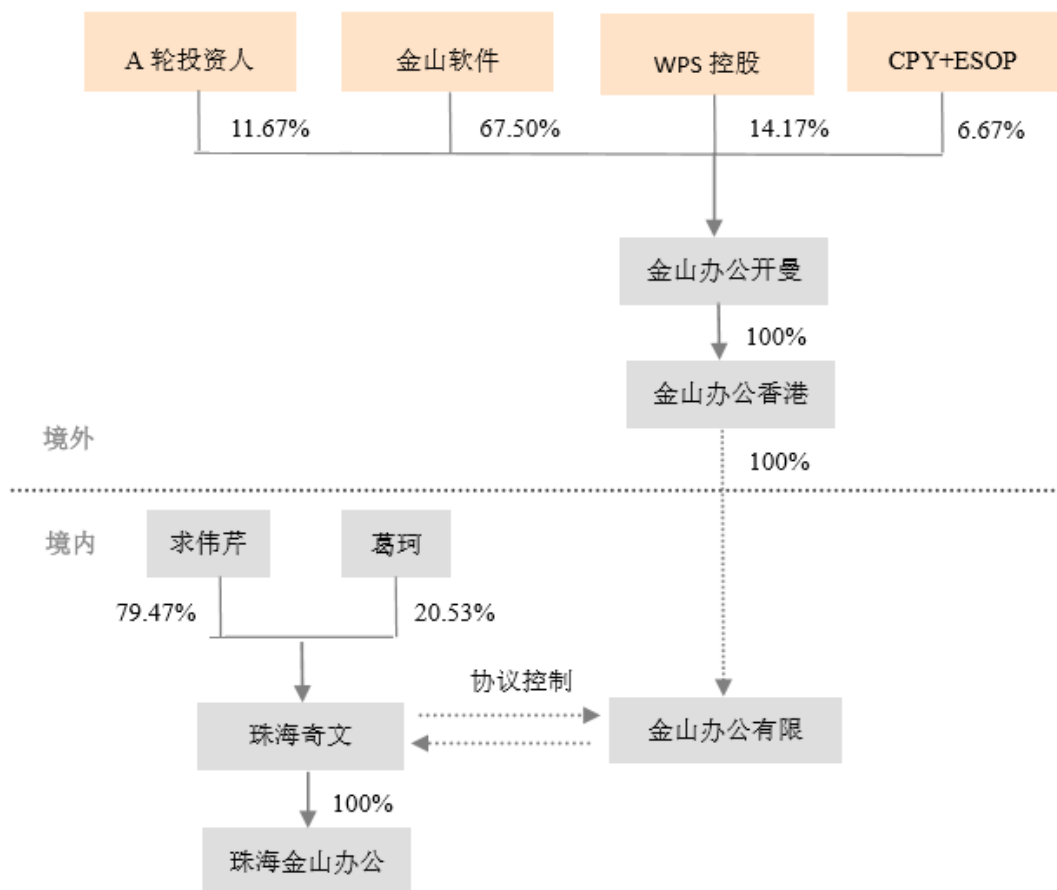 A 轮投资人
金山软件
WPS 控股
CPY+ESOP
11.67%
67.50%
14.17%
6.67%
金山办公开曼
100%
金山办公香港
境外
100%
境内
求伟芹
葛珂
79.47%
20.53%
协议控制
珠海奇文
金山办公有限
100%
珠海金山办公